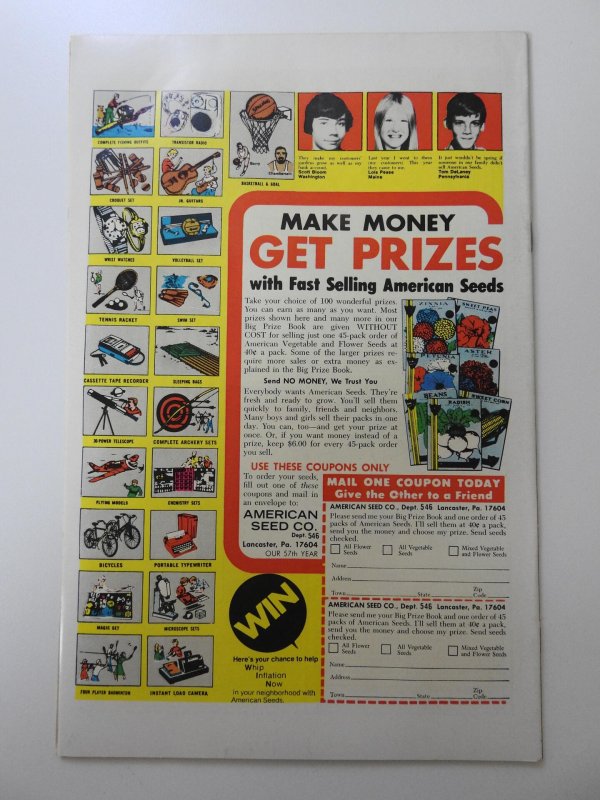 COMPLETE FISHING OUTFITS
TRANSISTOR RADIO
CROQUET SET
JR. GUITARS
WRIST WATCHES
VOLLEYBALL SET
TENNIS RACKET
SWIM SET
CASSETTE TAPE RECORDER
SLEEPING BAGS
30-POWER TELESCOPE
COMPLETE ARCHERY SETS
FLYING MODELS
CHEMISTRY SETS
BICYCLES
PORTABLE TYPEWRITER
MAGIC SET
MICROSCOPE SETS
FOUR PLAYER BADMINTON
INSTANT LOAD CAMERA
SPALDING
Barry
Chamberlain
BASKETBALL & GOAL
They make my customers'
gardens grow as well as my
bank account.
Scott Bloom
Washington
Last year I went to them
(my customers). This year
they came to me.
Lois Pease
Maine
It just wouldn't be spring if
someone in our family didn't
sell American Seeds.
Tom DeLaney
Pennsylvania
MAKE MONEY
GET PRIZES
with Fast Selling American Seeds
Take your choice of 100 wonderful prizes.
You can earn as many as you want. Most
prizes shown here and many more in our
Big Prize Book are given WITHOUT
COST for selling just one 45-pack order of
American Vegetable and Flower Seeds at
40¢ a pack. Some of the larger prizes re-
quire more sales or extra money as ex-
plained in the Big Prize Book.
Send NO MONEY, We Trust You
Everybody wants American Seeds. They're
fresh and ready to grow. You'll sell them
quickly to family, friends and neighbors.
Many boys and girls sell their packs in one
day. You can, too—and get your prize at
once. Or, if you want money instead of a
prize, keep $6.00 for every 45-pack order
you sell.
ZINNIA
SWEET PEAS
PETUNIA
ASTER
BEANS
RADISH
SWEET CORN
USE THESE COUPONS ONLY
To order your seeds,
fill out one of these
coupons and mail in
an envelope to:
AMERICAN
SEED CO.
Dept. 546
Lancaster, Pa. 17604
OUR 57th YEAR
MAIL ONE COUPON TODAY
Give the Other to a Friend
AMERICAN SEED CO., Dept. 546 Lancaster, Pa. 17604
Please send me your Big Prize Book and one order of 45
packs of American Seeds. I'll sell them at 40¢ a pack,
send you the money and choose my prize. Send seeds
checked.
All Flower Seeds
All Vegetable Seeds
Mixed Vegetable and Flower Seeds
Name
Address
Town State Zip Code
AMERICAN SEED CO., Dept. 546 Lancaster, Pa. 17604
Please send me your Big Prize Book and one order of 45
packs of American Seeds. I'll sell them at 40¢ a pack,
send you the money and choose my prize. Send seeds
checked.
All Flower Seeds
All Vegetable Seeds
Mixed Vegetable and Flower Seeds
Name
Address
Town State Zip Code
WIN
Here's your chance to help
Whip
Inflation
Now
in your neighborhood with
American Seeds.